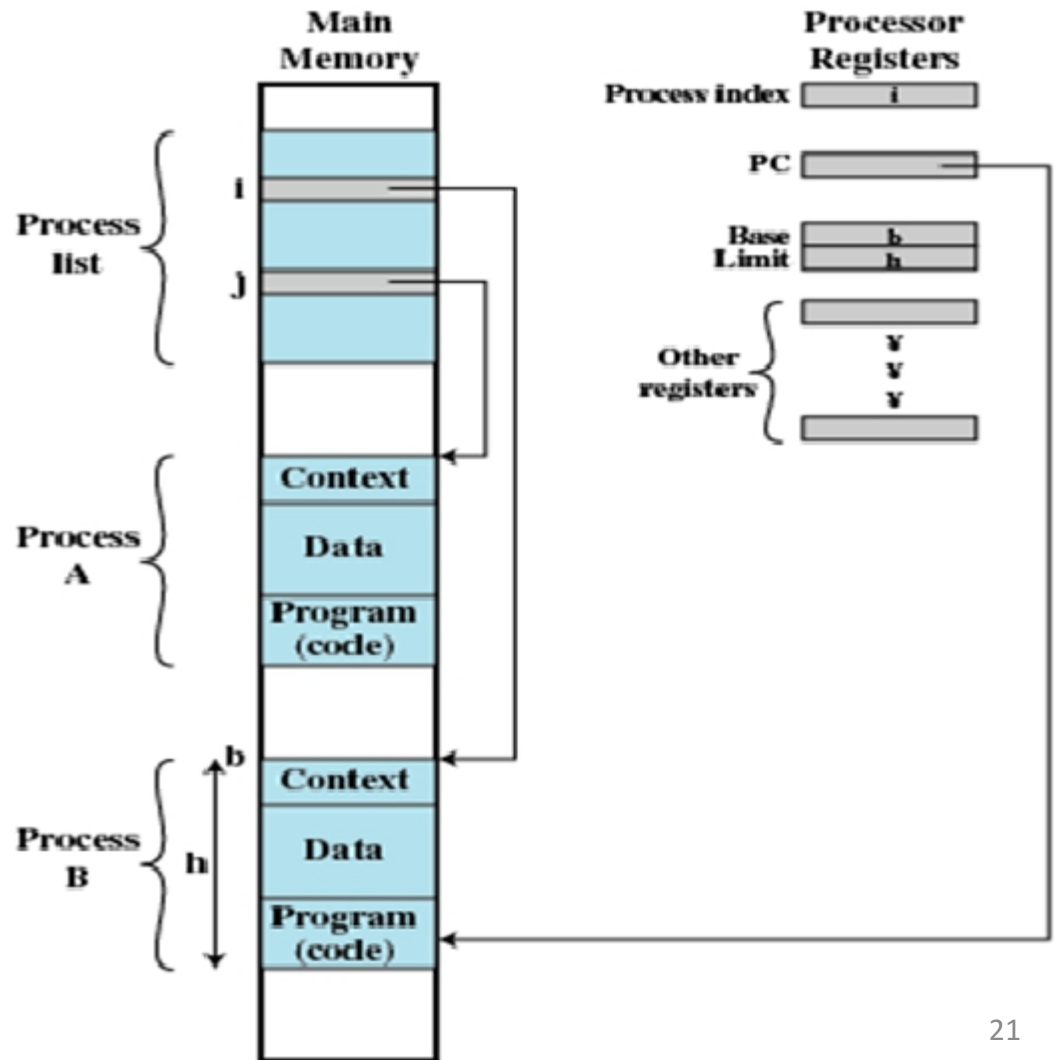 Main
Memory
Processor
Registers
Process index
i
PC
Base
b
Limit
h
Other
registers
¥
¥
¥
Process
list
i
j
Process
A
Context
Data
Program
(code)
b
Process
B
h
Context
Data
Program
(code)
21